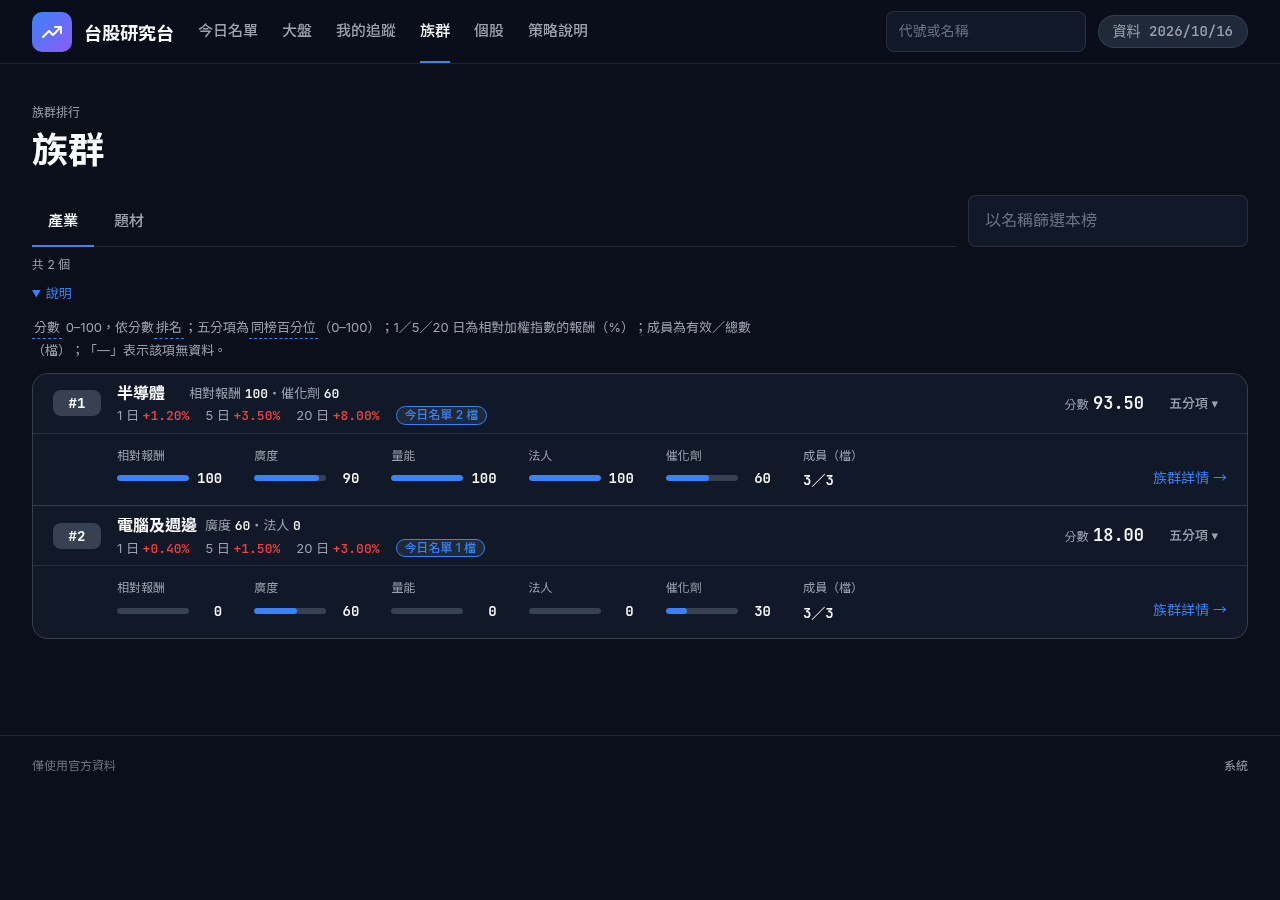 台股研究台 今日名單 大盤 我的追蹤 族群 個股 策略說明 代號或名稱 資料 2026/10/16
族群排行
族群
產業 題材 以名稱篩選本榜
共 2 個
▼ 說明
分數 0–100，依分數排名；五分項為同榜百分位（0–100）；1／5／20 日為相對加權指數的報酬（%）；成員為有效／總數
（檔）；「—」表示該項無資料。
#1 半導體 相對報酬 100・催化劑 60 分數 93.50 五分項 ▾
1 日 +1.20% 5 日 +3.50% 20 日 +8.00% 今日名單 2 檔
相對報酬 廣度 量能 法人 催化劑 成員（檔）
100 90 100 100 60 3／3 族群詳情 →
#2 電腦及週邊 廣度 60・法人 0 分數 18.00 五分項 ▾
1 日 +0.40% 5 日 +1.50% 20 日 +3.00% 今日名單 1 檔
相對報酬 廣度 量能 法人 催化劑 成員（檔）
0 60 0 0 30 3／3 族群詳情 →
僅使用官方資料 系統